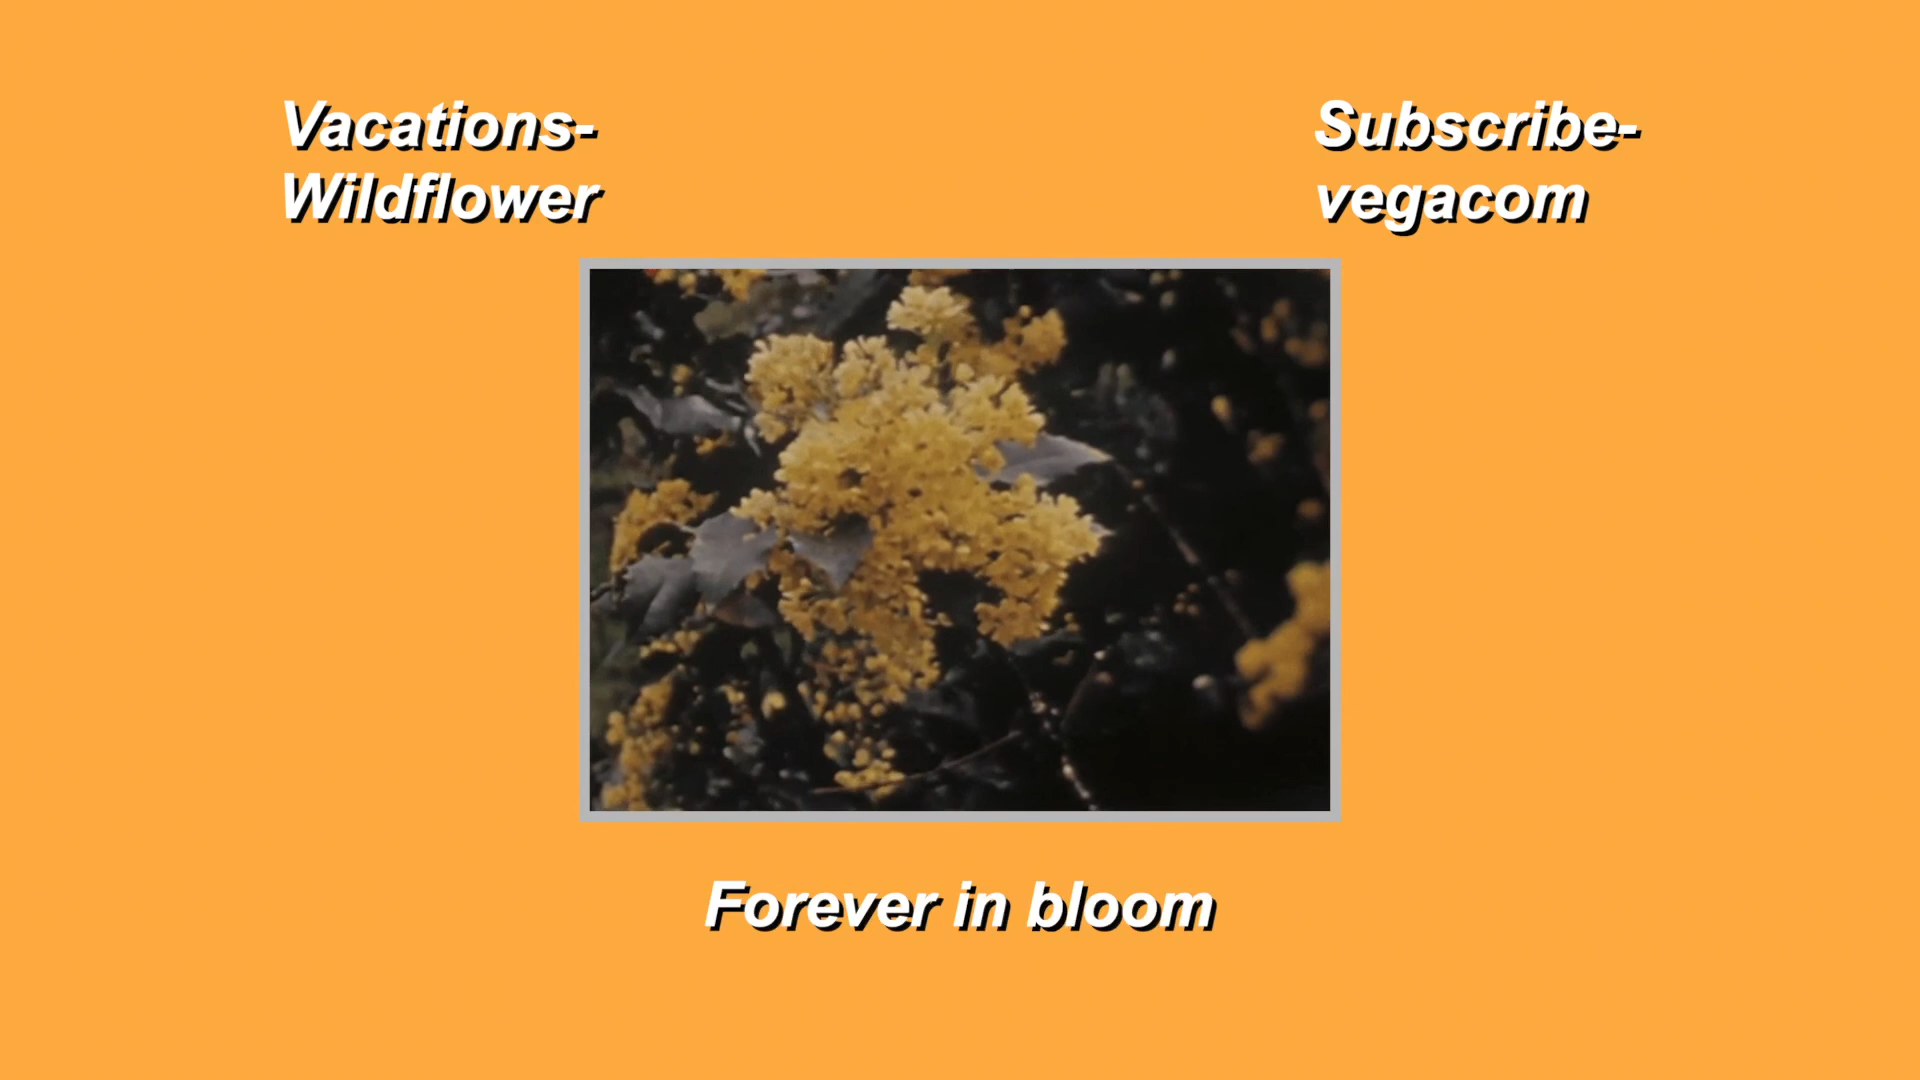 Vacations-
Wildflower
Subscribe-
vegacom
Forever in bloom